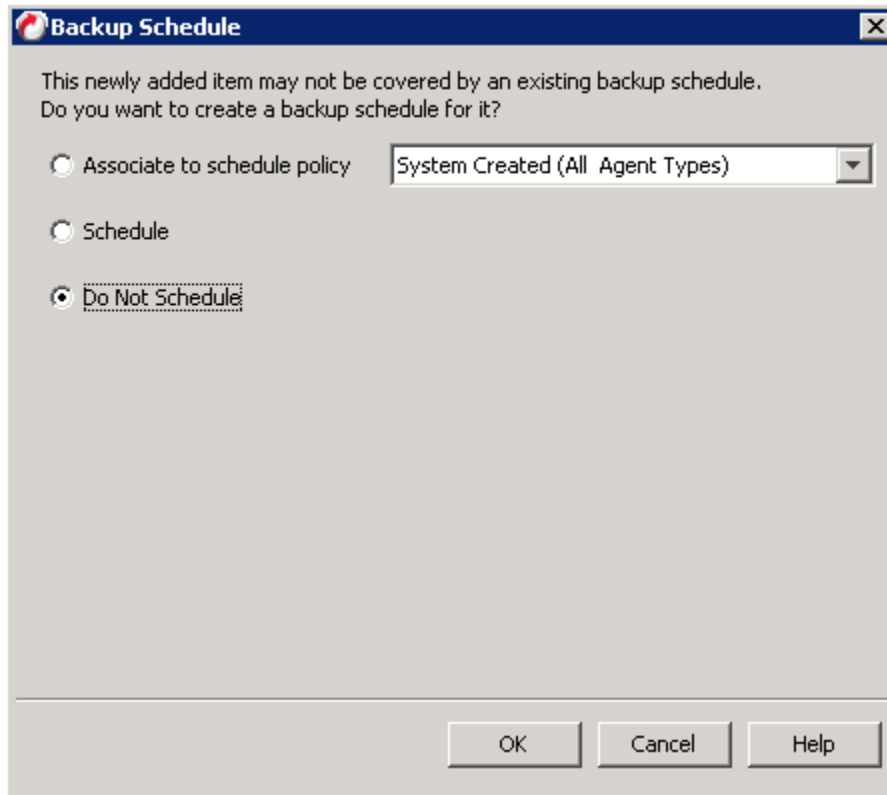 Backup Schedule
This newly added item may not be covered by an existing backup schedule.
Do you want to create a backup schedule for it?
Associate to schedule policy System Created (All Agent Types)
Schedule
Do Not Schedule
OK Cancel Help